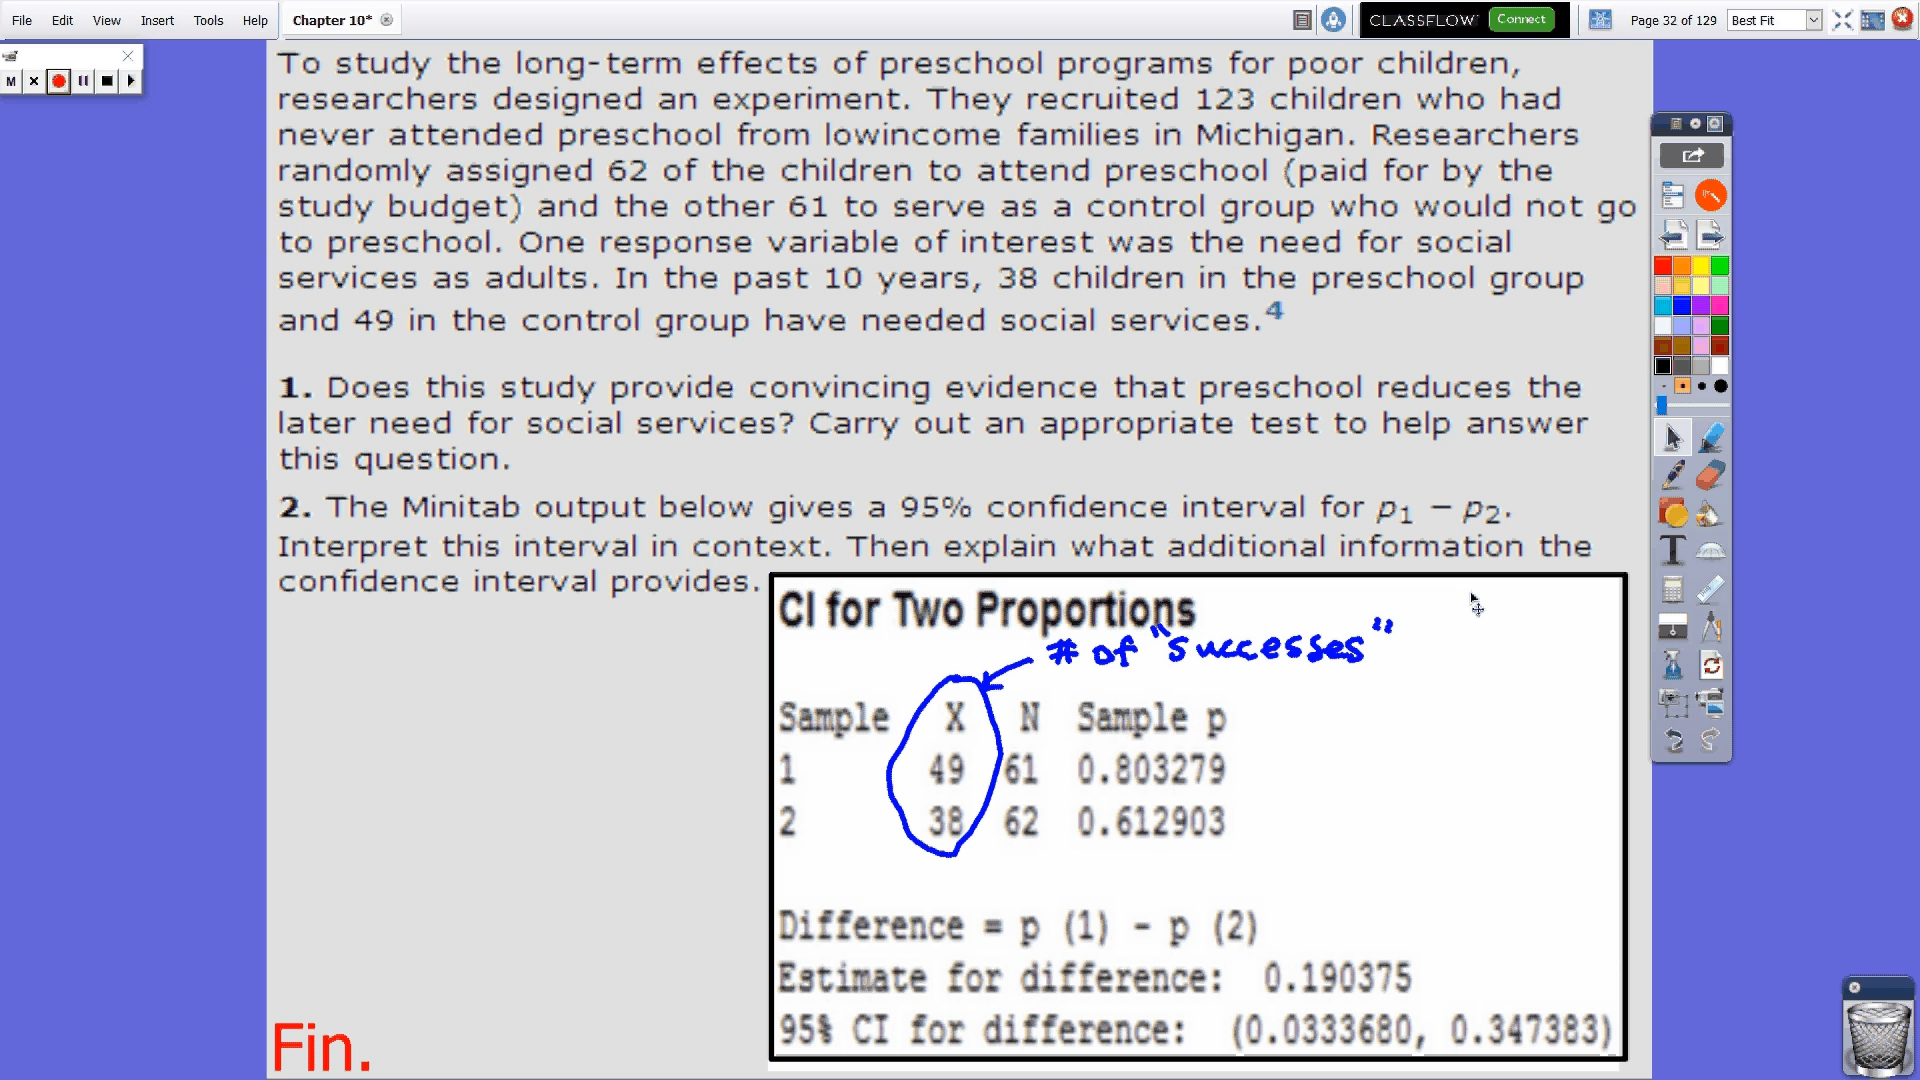 File Edit View Insert Tools Help Chapter 10* CLASSFLOW Connect Page 32 of 129 Best Fit
M
To study the long-term effects of preschool programs for poor children,
researchers designed an experiment. They recruited 123 children who had
never attended preschool from lowincome families in Michigan. Researchers
randomly assigned 62 of the children to attend preschool (paid for by the
study budget) and the other 61 to serve as a control group who would not go
to preschool. One response variable of interest was the need for social
services as adults. In the past 10 years, 38 children in the preschool group
and 49 in the control group have needed social services.4
1. Does this study provide convincing evidence that preschool reduces the
later need for social services? Carry out an appropriate test to help answer
this question.
2. The Minitab output below gives a 95% confidence interval for p1 − p2.
Interpret this interval in context. Then explain what additional information the
confidence interval provides.
CI for Two Proportions
# of "successes"
Sample X N Sample p
1 49 61 0.803279
2 38 62 0.612903
Difference = p (1) - p (2)
Estimate for difference: 0.190375
95% CI for difference: (0.0333680, 0.347383)
Fin.